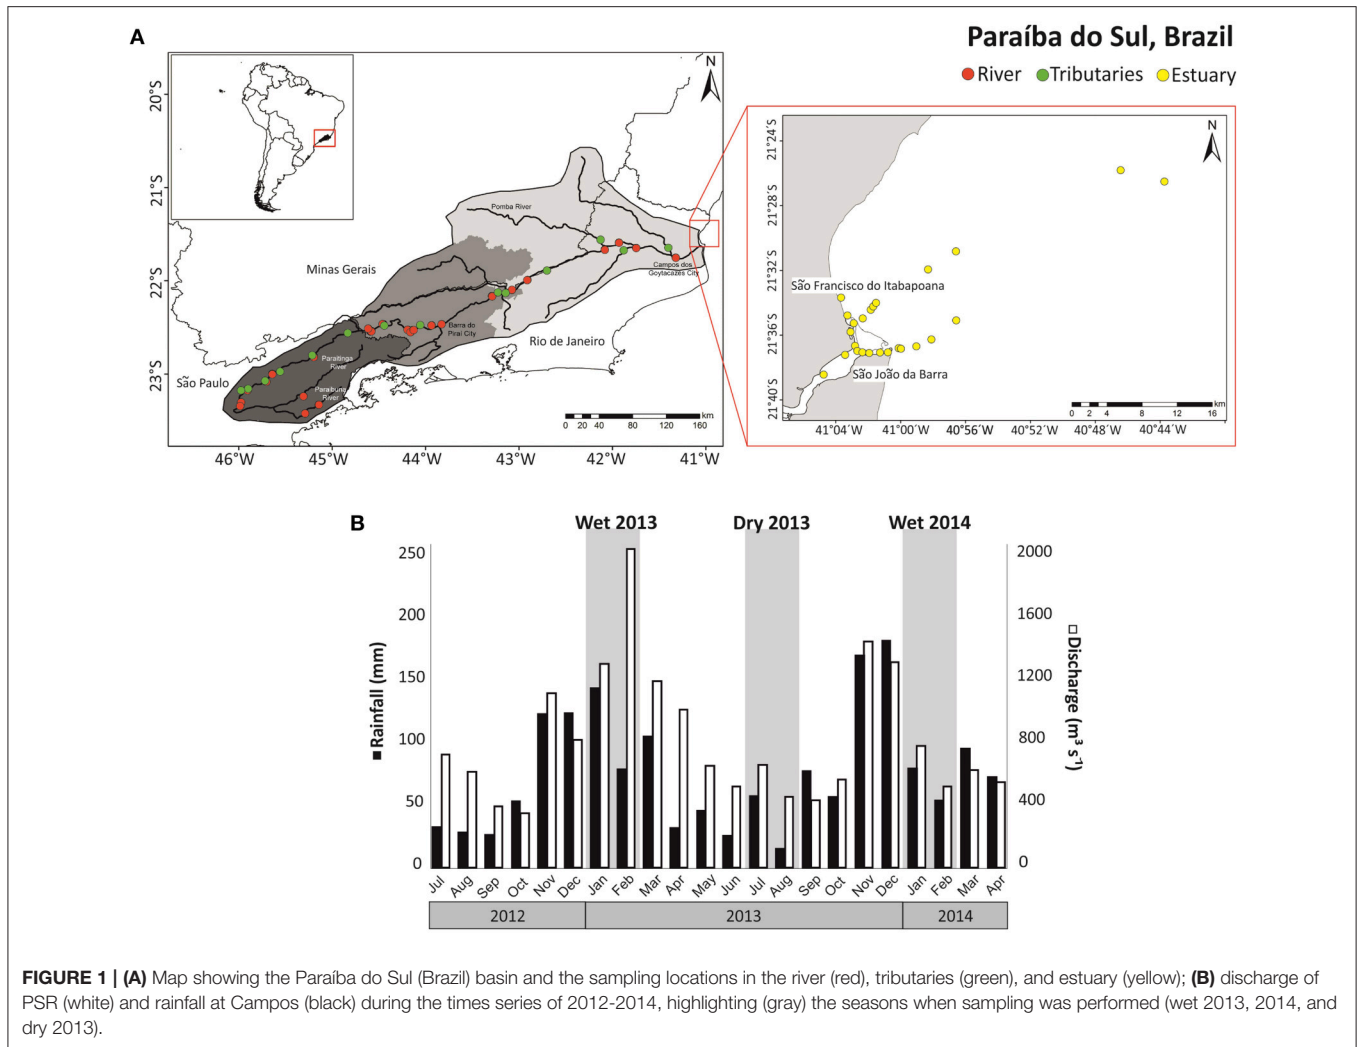 A
Paraíba do Sul, Brazil
River Tributaries Estuary
N
20°S
21°S
22°S
23°S
Pomba River
Minas Gerais
Campos dos
Goytacazes City
Barra do
Piraí City
Rio de Janeiro
Paraitinga
River
São Paulo
Paraibuna
River
km
0 20 40 80 120 160
46°W 45°W 44°W 43°W 42°W 41°W
N
21°24'S
21°28'S
21°32'S
21°36'S
21°40'S
São Francisco do Itabapoana
São João da Barra
km
0 2 4 8 12 16
41°04'W 41°00'W 40°56'W 40°52'W 40°48'W 40°44'W
B
Wet 2013 Dry 2013 Wet 2014
Rainfall (mm)
250
200
150
100
50
0
2000
1600
1200
800
400
0
Discharge (m³ s⁻¹)
Jul Aug Sep Oct Nov Dec Jan Feb Mar Apr May Jun Jul Aug Sep Oct Nov Dec Jan Feb Mar Apr
2012 2013 2014
FIGURE 1 | (A) Map showing the Paraíba do Sul (Brazil) basin and the sampling locations in the river (red), tributaries (green), and estuary (yellow); (B) discharge of
PSR (white) and rainfall at Campos (black) during the times series of 2012-2014, highlighting (gray) the seasons when sampling was performed (wet 2013, 2014, and
dry 2013).